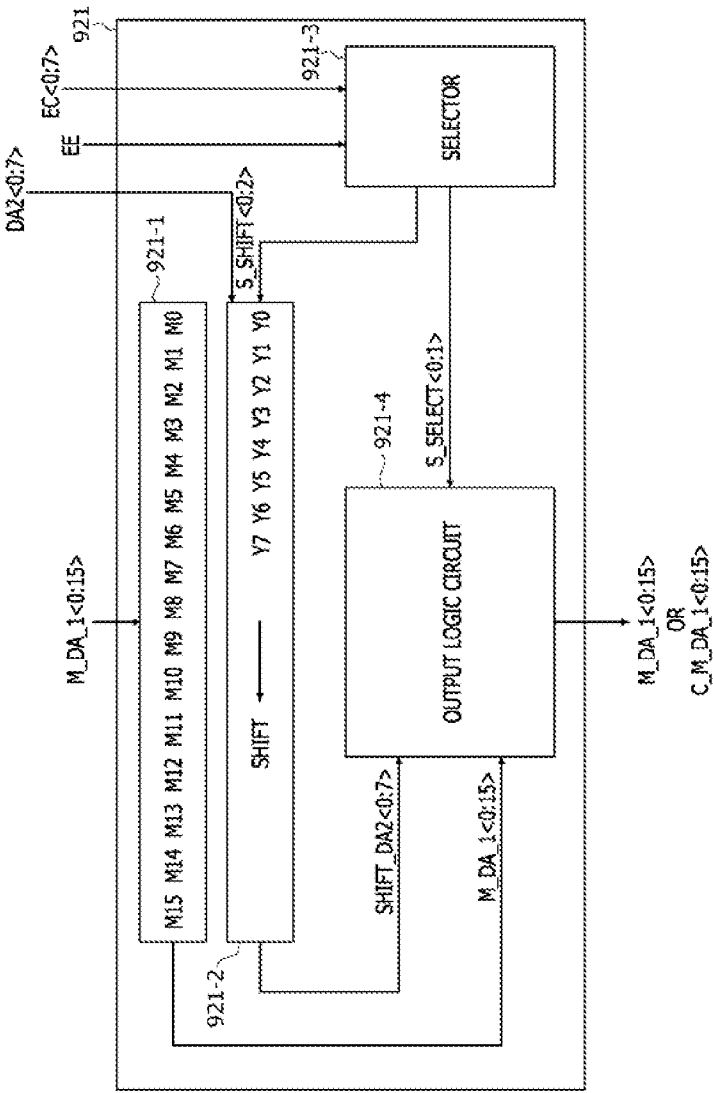 921
EC<0:7>
EE
DA2<0:7>
921-3
SELECTOR
S_SHIFT<0:2>
921-1
M_DA_1<0:15>
M15 M14 M13 M12 M11 M10 M9 M8 M7 M6 M5 M4 M3 M2 M1 M0
SHIFT
Y7 Y6 Y5 Y4 Y3 Y2 Y1 Y0
921-2
S_SELECT<0:1>
921-4
OUTPUT LOGIC CIRCUIT
SHIFT_DA2<0:7>
M_DA_1<0:15>
M_DA_1<0:15>
OR
C_M_DA_1<0:15>